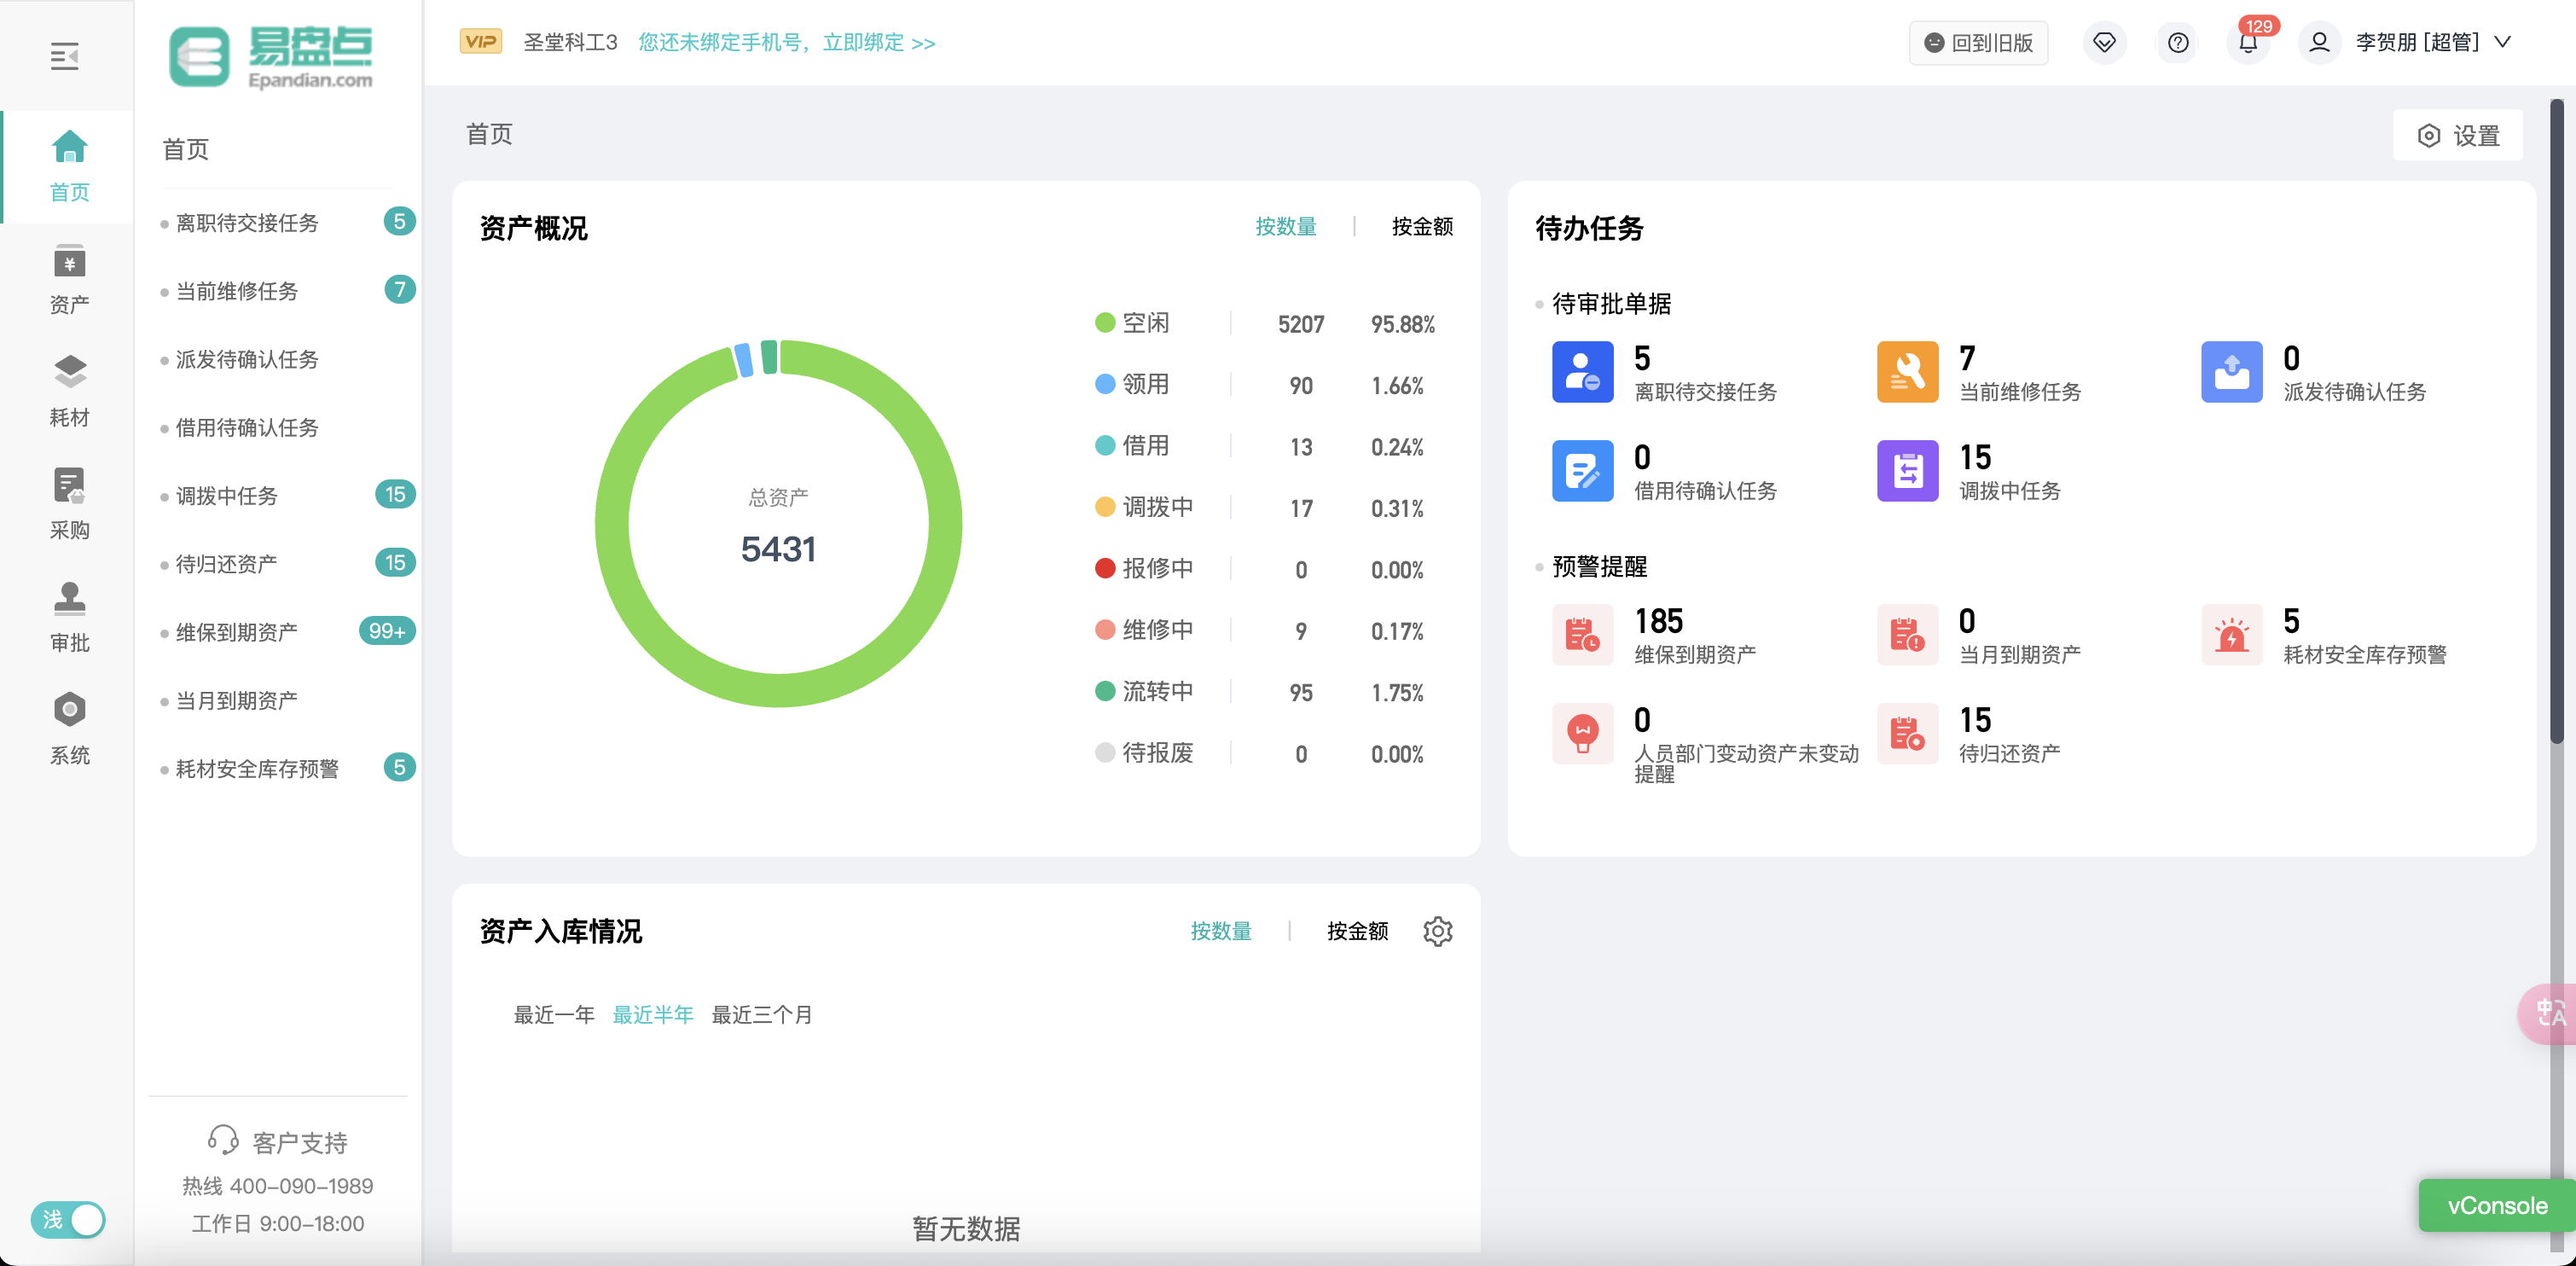 易盘点
Epandian.com
VIP 圣堂科工3 您还未绑定手机号，立即绑定 >>
回到旧版
129
李贺朋 [超管]
首页
资产
耗材
采购
审批
系统
浅
首页
离职待交接任务 5
当前维修任务 7
派发待确认任务
借用待确认任务
调拨中任务 15
待归还资产 15
维保到期资产 99+
当月到期资产
耗材安全库存预警 5
客户支持
热线 400-090-1989
工作日 9:00-18:00
首页
设置
资产概况
按数量 | 按金额
总资产
5431
空闲 5207 95.88%
领用 90 1.66%
借用 13 0.24%
调拨中 17 0.31%
报修中 0 0.00%
维修中 9 0.17%
流转中 95 1.75%
待报废 0 0.00%
待办任务
待审批单据
5
离职待交接任务
7
当前维修任务
0
派发待确认任务
0
借用待确认任务
15
调拨中任务
预警提醒
185
维保到期资产
0
当月到期资产
5
耗材安全库存预警
0
人员部门变动资产未变动
提醒
15
待归还资产
资产入库情况
按数量 | 按金额
最近一年 最近半年 最近三个月
暂无数据
中A
vConsole